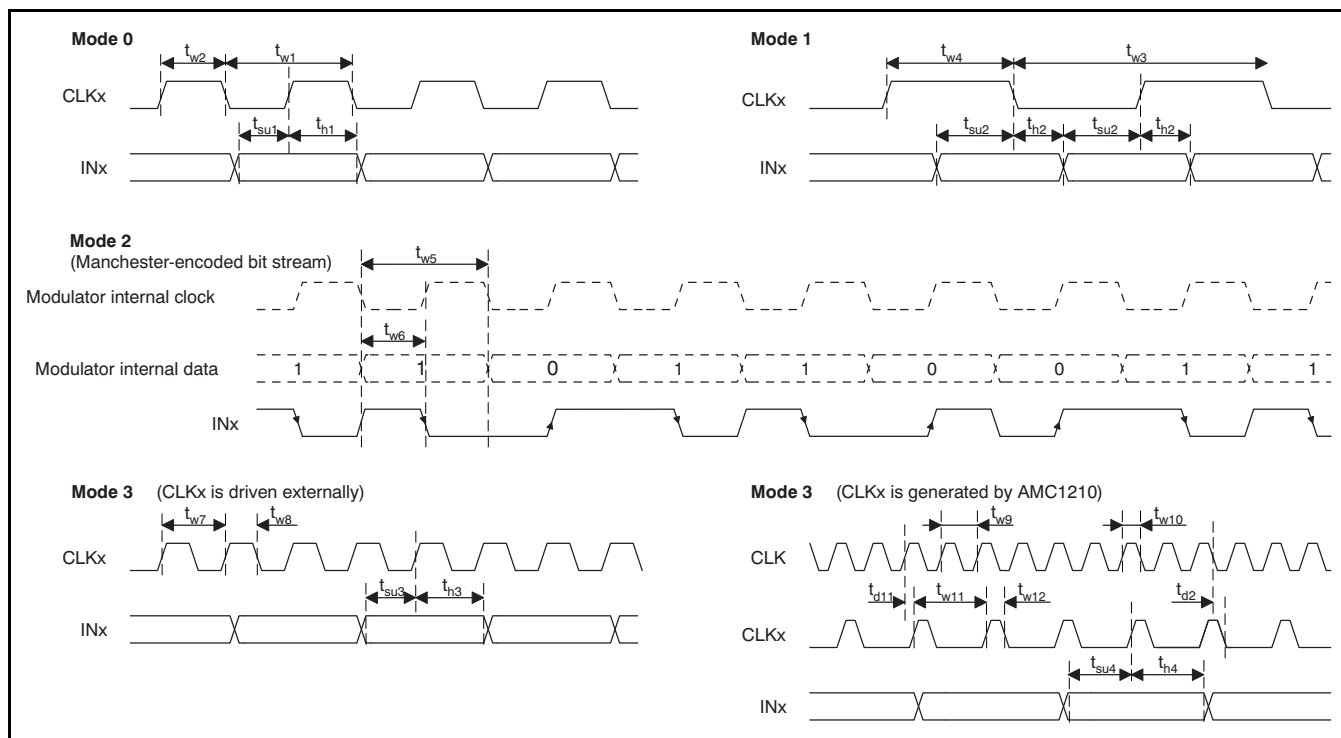 Mode 0
tw2 tw1
CLKx
tsu1 th1
INx
Mode 1
tw4 tw3
CLKx
tsu2 th2 tsu2 th2
INx
Mode 2
(Manchester-encoded bit stream)
tw5
Modulator internal clock
tw6
Modulator internal data
1 1 0 1 1 0 0 1 1
INx
Mode 3 (CLKx is driven externally)
tw7 tw8
CLKx
tsu3 th3
INx
Mode 3 (CLKx is generated by AMC1210)
tw9 tw10
CLK
td11 tw11 tw12 td2
CLKx
tsu4 th4
INx